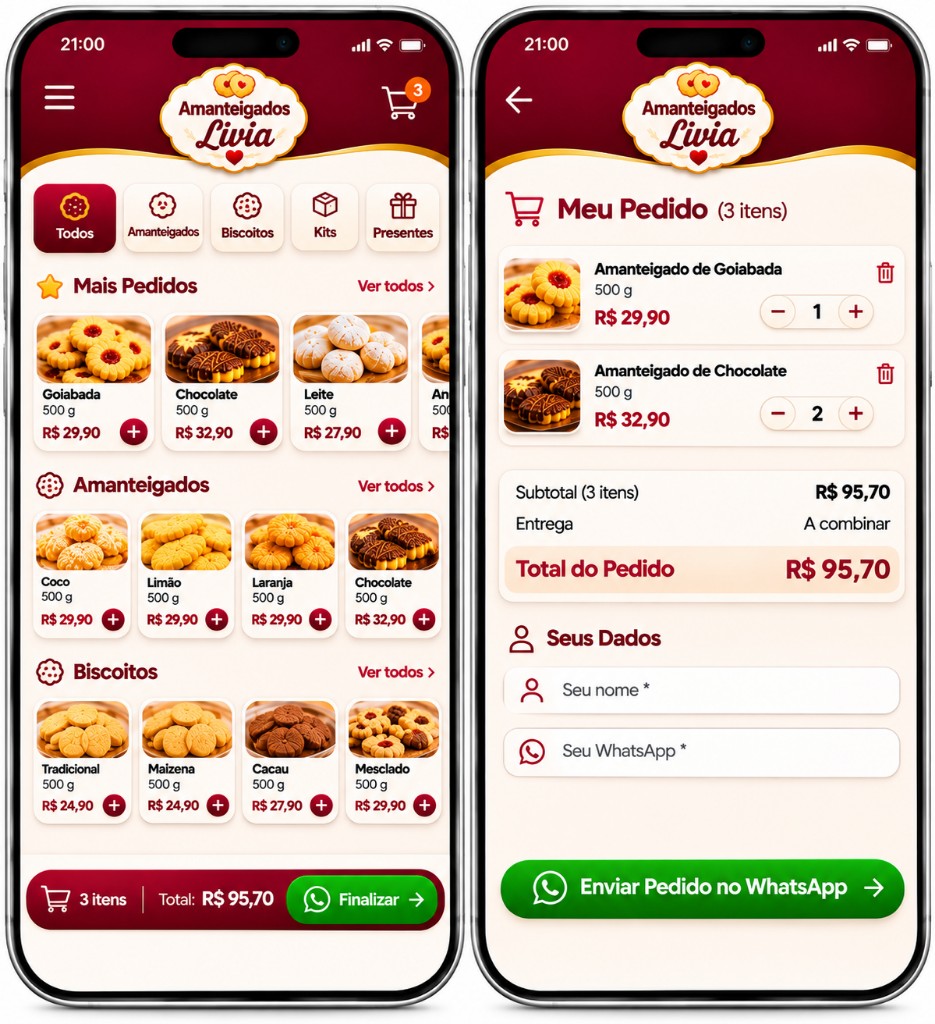 21:00
Amanteigados
Livia
3
Todos
Amanteigados
Biscoitos
Kits
Presentes
Mais Pedidos
Ver todos >
Goiabada
500 g
R$ 29,90
Chocolate
500 g
R$ 32,90
Leite
500 g
R$ 27,90
An
50
R$
Amanteigados
Ver todos >
Coco
500 g
R$ 29,90
Limão
500 g
R$ 29,90
Laranja
500 g
R$ 29,90
Chocolate
500 g
R$ 32,90
Biscoitos
Ver todos >
Tradicional
500 g
R$ 24,90
Maizena
500 g
R$ 24,90
Cacau
500 g
R$ 27,90
Mesclado
500 g
R$ 29,90
3 itens
Total: R$ 95,70
Finalizar →
21:00
Amanteigados
Livia
Meu Pedido (3 itens)
Amanteigado de Goiabada
500 g
R$ 29,90
− 1 +
Amanteigado de Chocolate
500 g
R$ 32,90
− 2 +
Subtotal (3 itens) R$ 95,70
Entrega A combinar
Total do Pedido R$ 95,70
Seus Dados
Seu nome *
Seu WhatsApp *
Enviar Pedido no WhatsApp →